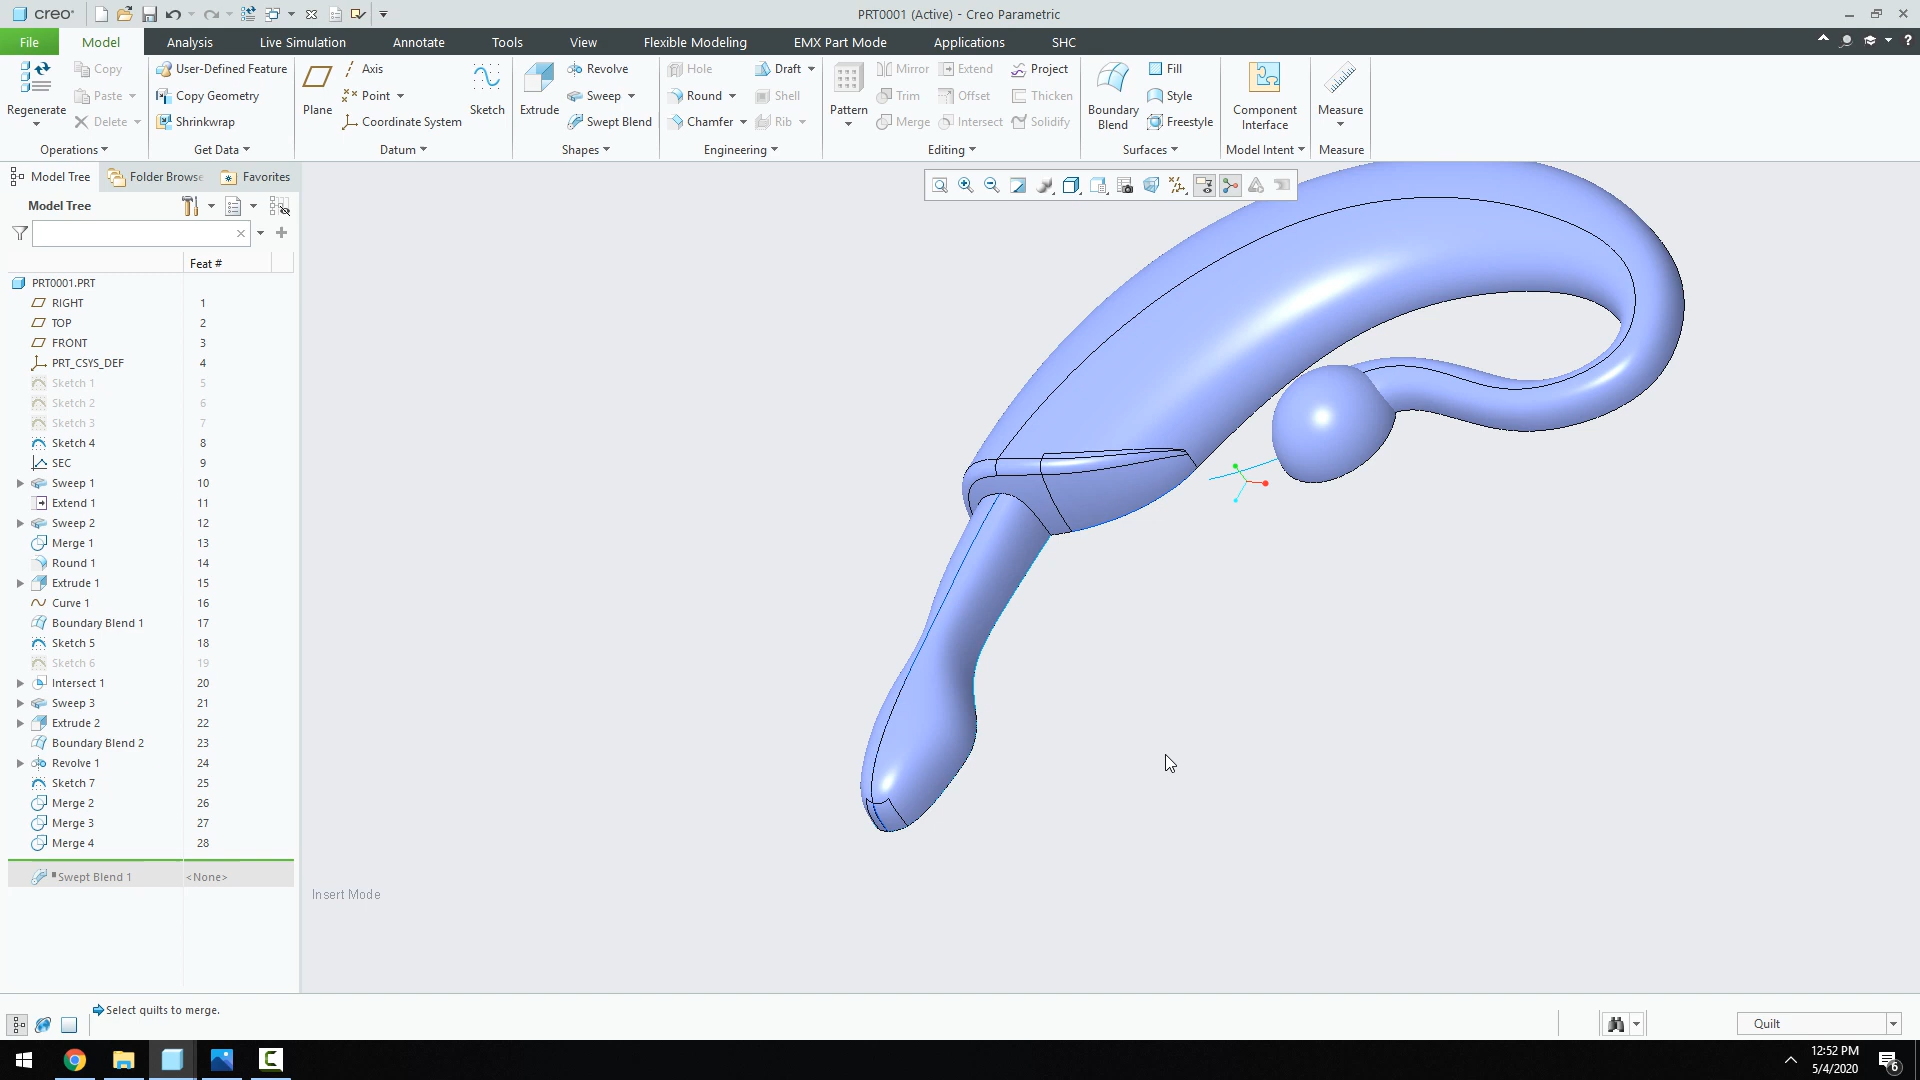 creo
PRT0001 (Active) - Creo Parametric
File Model Analysis Live Simulation Annotate Tools View Flexible Modeling EMX Part Mode Applications SHC
Regenerate
Copy
Paste
Delete
Operations
User-Defined Feature
Copy Geometry
Shrinkwrap
Get Data
Plane
Axis
Point
Coordinate System
Sketch
Datum
Extrude
Revolve
Sweep
Swept Blend
Shapes
Hole
Round
Chamfer
Draft
Shell
Rib
Engineering
Pattern
Mirror
Trim
Merge
Extend
Offset
Intersect
Project
Thicken
Solidify
Editing
Boundary
Blend
Fill
Style
Freestyle
Surfaces
Component
Interface
Model Intent
Measure
Measure
Model Tree Folder Browse Favorites
Model Tree
Feat #
PRT0001.PRT
RIGHT 1
TOP 2
FRONT 3
PRT_CSYS_DEF 4
Sketch 1 5
Sketch 2 6
Sketch 3 7
Sketch 4 8
SEC 9
Sweep 1 10
Extend 1 11
Sweep 2 12
Merge 1 13
Round 1 14
Extrude 1 15
Curve 1 16
Boundary Blend 1 17
Sketch 5 18
Sketch 6 19
Intersect 1 20
Sweep 3 21
Extrude 2 22
Boundary Blend 2 23
Revolve 1 24
Sketch 7 25
Merge 2 26
Merge 3 27
Merge 4 28
Swept Blend 1 <None>
Insert Mode
Select quilts to merge.
Quilt
12:52 PM
5/4/2020
6